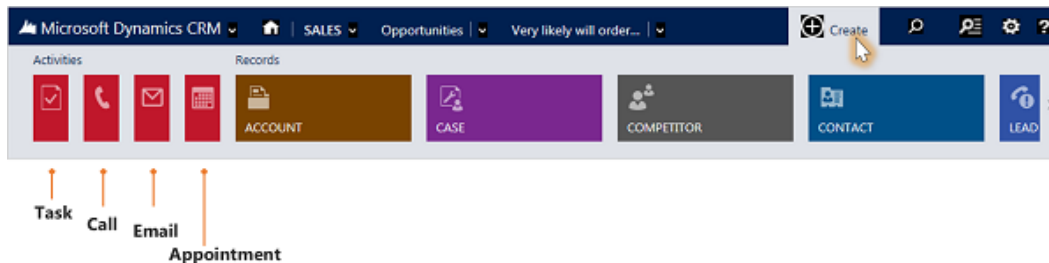 Microsoft Dynamics CRM SALES Opportunities Very likely will order... Create ?
Activities Records
ACCOUNT CASE COMPETITOR CONTACT LEAD
Task
Call
Email
Appointment